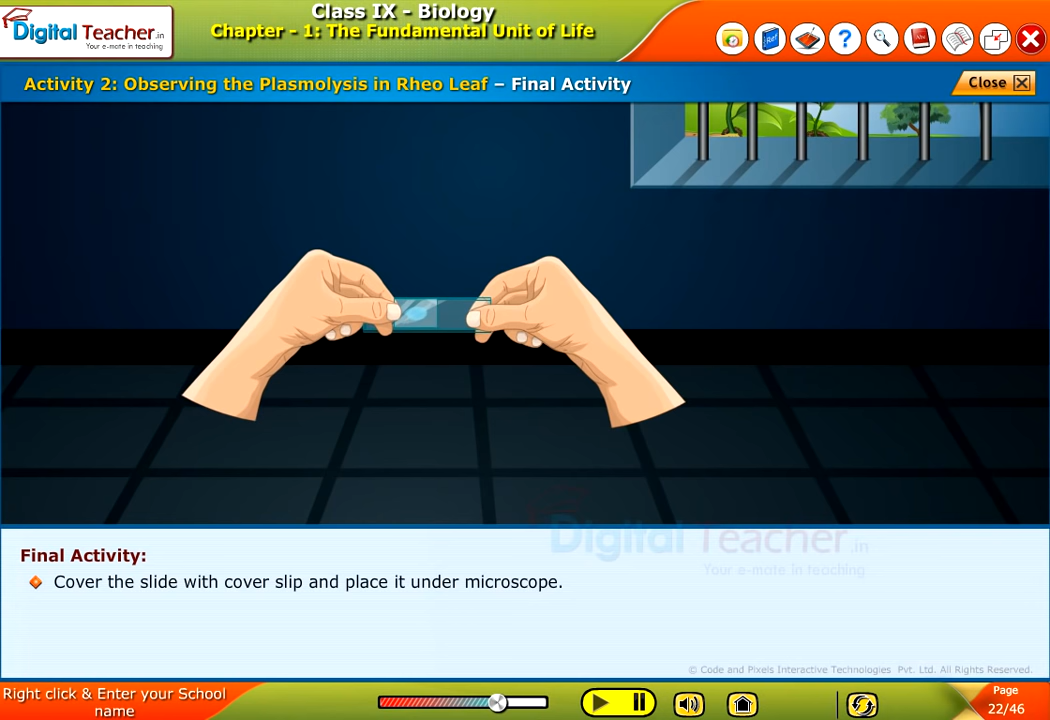 Class IX - Biology
Chapter - 1: The Fundamental Unit of Life
Digital Teacher.in
Your e-mate in teaching
Activity 2: Observing the Plasmolysis in Rheo Leaf – Final Activity
Close
Digital Teacher.in
Your e-mate in teaching
Final Activity:
Cover the slide with cover slip and place it under microscope.
© Code and Pixels Interactive Technologies Pvt. Ltd. All Rights Reserved.
Right click & Enter your School
name
Page
22/46